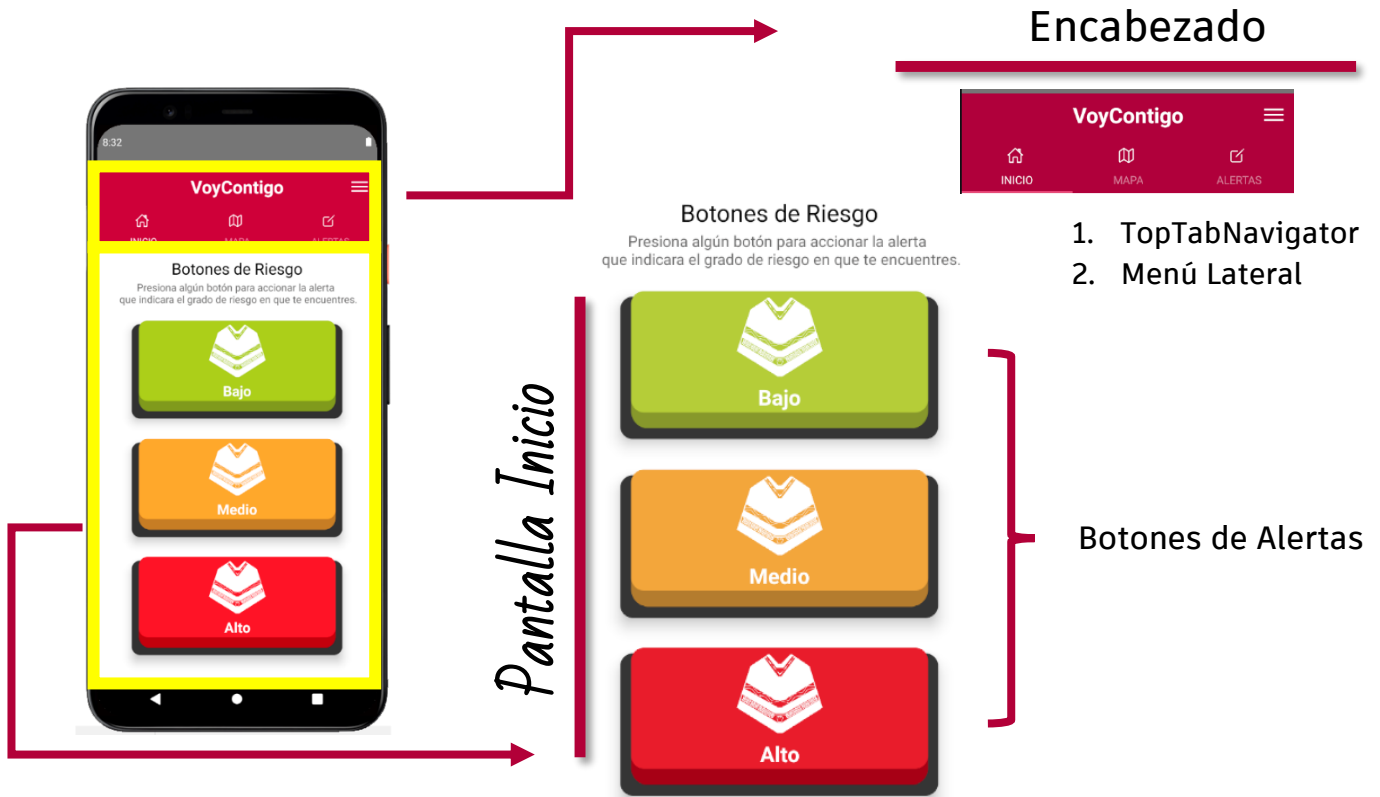 Encabezado
VoyContigo
INICIO
MAPA
ALERTAS
1. TopTabNavigator
2. Menú Lateral
8:32
VoyContigo
INICIO
MAPA
ALERTAS
Botones de Riesgo
Presiona algún botón para accionar la alerta
que indicara el grado de riesgo en que te encuentres.
Bajo
Medio
Alto
Pantalla Inicio
Botones de Riesgo
Presiona algún botón para accionar la alerta
que indicara el grado de riesgo en que te encuentres.
Bajo
Medio
Alto
Botones de Alertas